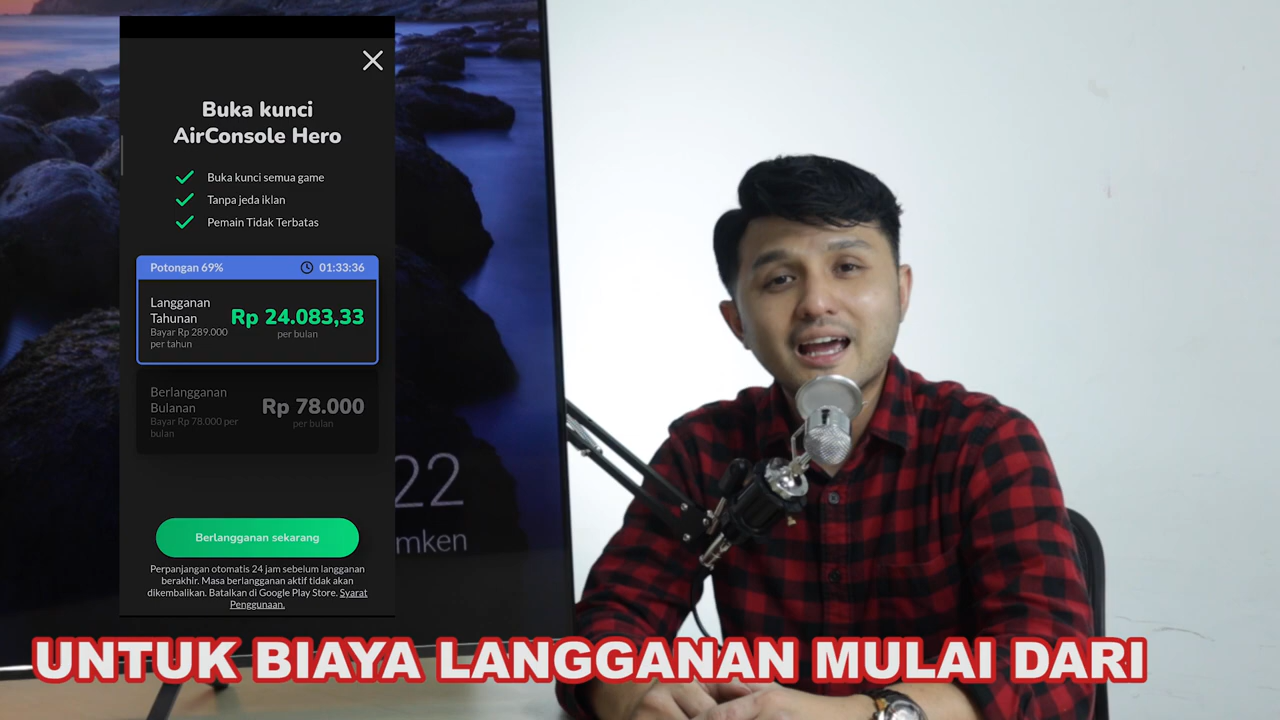 Buka kunci
AirConsole Hero
Buka kunci semua game
Tanpa jeda iklan
Pemain Tidak Terbatas
Potongan 69%
01:33:36
Langganan
Tahunan
Rp 24.083,33
Bayar Rp 289.000
per tahun
per bulan
Berlangganan
Bulanan
Rp 78.000
Bayar Rp 78.000 per
bulan
per bulan
22
mken
Berlangganan sekarang
Perpanjangan otomatis 24 jam sebelum langganan
berakhir. Masa berlangganan aktif tidak akan
dikembalikan. Batalkan di Google Play Store. Syarat
Penggunaan.
UNTUK BIAYA LANGGANAN MULAI DARI